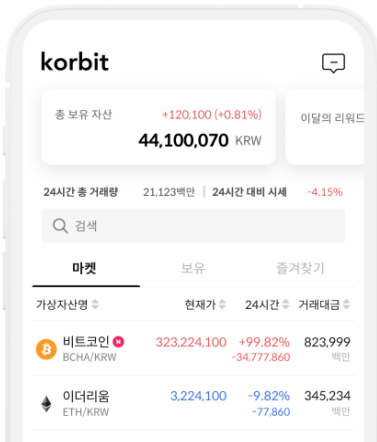 korbit
총 보유 자산
+120,100 (+0.81%)
44,100,070 KRW
이달의 리워드
24시간 총 거래량 21,123백만 | 24시간 대비 시세 -4.15%
검색
마켓 보유 즐겨찾기
가상자산명 현재가 24시간 거래대금
비트코인 N 323,224,100 +99.82% 823,999
BCHA/KRW -34,777,860 백만
이더리움 3,224,100 -9.82% 345,234
ETH/KRW -77,860 백만